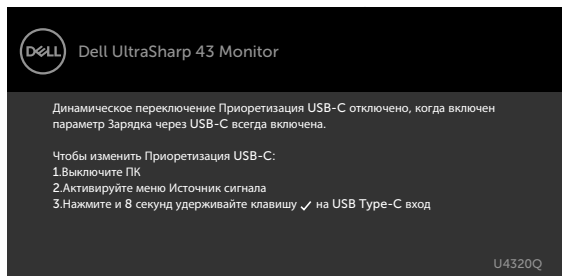 DELL
Dell UltraSharp 43 Monitor
Динамическое переключение Приоретизация USB-C отключено, когда включен
параметр Зарядка через USB-C всегда включена.
Чтобы изменить Приоретизация USB-C:
1.Выключите ПК
2.Активируйте меню Источник сигнала
3.Нажмите и 8 секунд удерживайте клавишу ✓ на USB Type-C вход
U4320Q